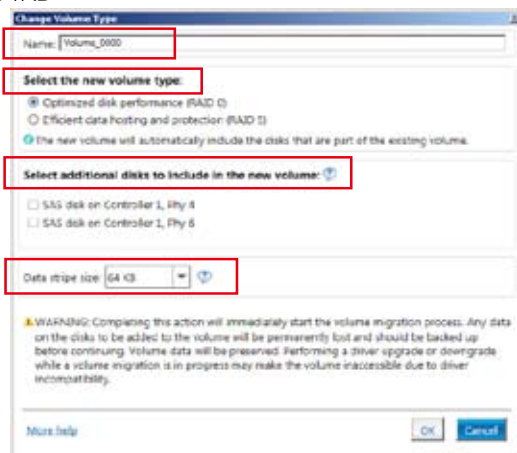 Change Volume Type
Name: Volume_0000
Select the new volume type:
Optimized disk performance (RAID 0)
Efficient data hosting and protection (RAID 5)
The new volume will automatically include the disks that are part of the existing volume.
Select additional disks to include in the new volume:
SAS disk on Controller 1, Phy 4
SAS disk on Controller 1, Phy 6
Data stripe size: 64 KB
WARNING: Completing this action will immediately start the volume migration process. Any data
on the disks to be added to the volume will be permanently lost and should be backed up
before continuing. Volume data will be preserved. Performing a driver upgrade or downgrade
while a volume migration is in progress may make the volume inaccessible due to driver
incompatibility.
More help
OK
Cancel